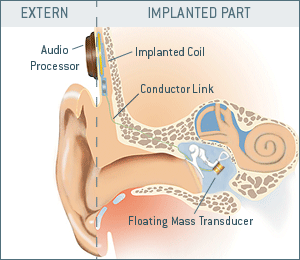 EXTERN
IMPLANTED PART
Audio
Processor
Implanted Coil
Conductor Link
Floating Mass Transducer